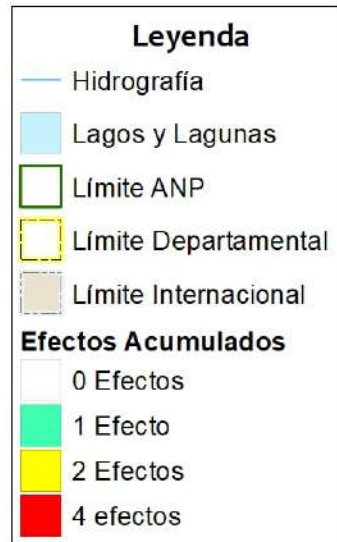 Leyenda
Hidrografía
Lagos y Lagunas
Límite ANP
Límite Departamental
Límite Internacional
Efectos Acumulados
0 Efectos
1 Efecto
2 Efectos
4 efectos